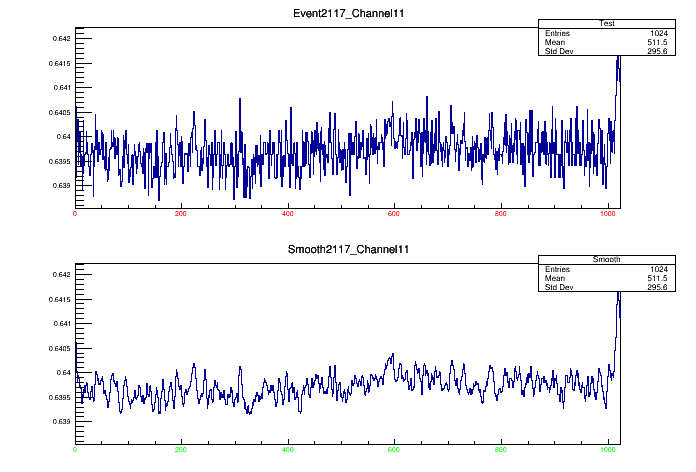 Event2117_Channel11
Test
Entries 1024
Mean 511.5
Std Dev 295.6
0.642
0.6415
0.641
0.6405
0.64
0.6395
0.639
0 200 400 600 800 1000
Smooth2117_Channel11
Smooth
Entries 1024
Mean 511.5
Std Dev 295.6
0.642
0.6415
0.641
0.6405
0.64
0.6395
0.639
0 200 400 600 800 1000